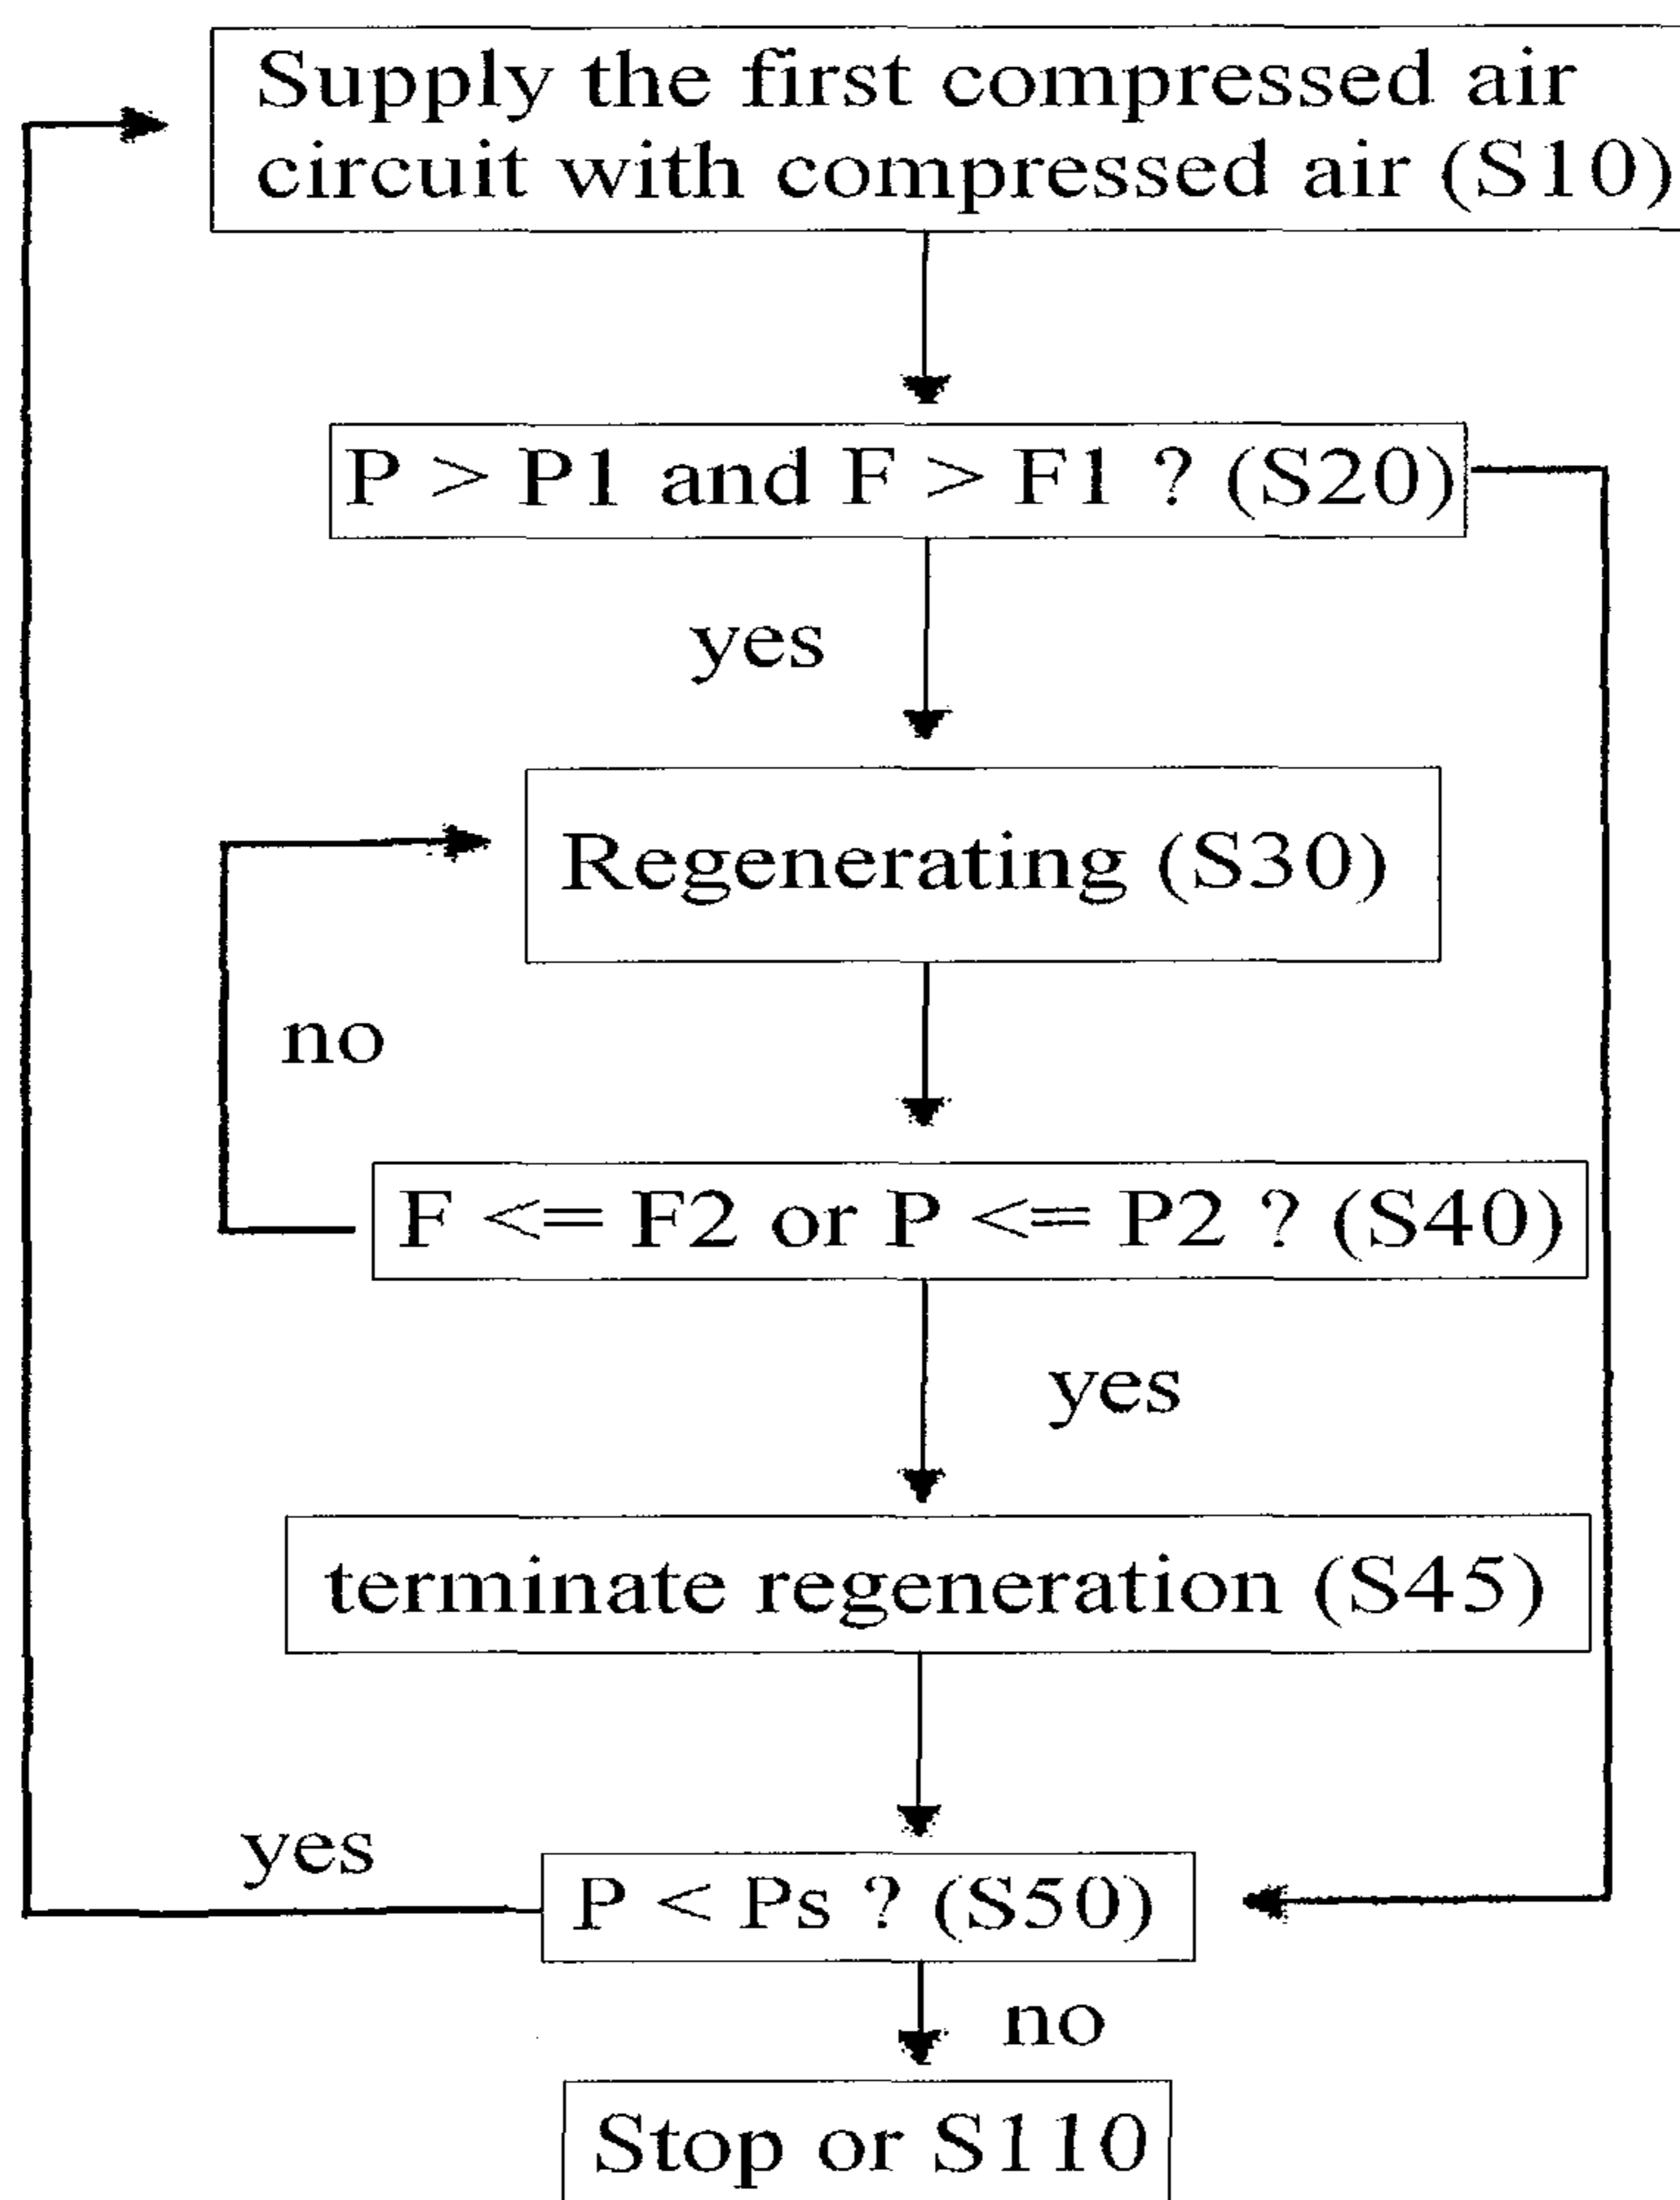 Supply the first compressed air
circuit with compressed air (S10)
P > P1 and F > F1 ? (S20)
yes
Regenerating (S30)
no
F <= F2 or P <= P2 ? (S40)
yes
terminate regeneration (S45)
yes
P < Ps ? (S50)
no
Stop or S110